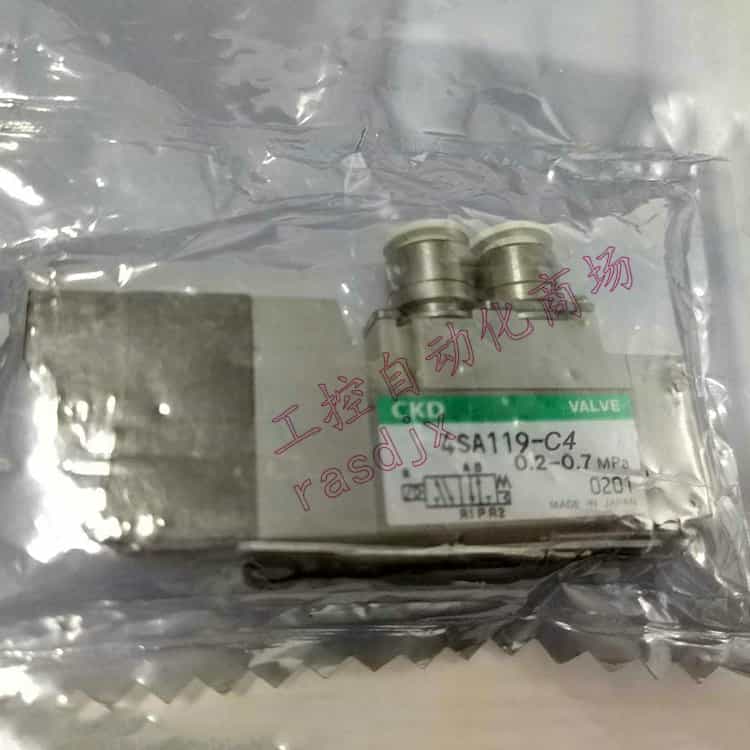 工控自动化商场
rasdjx
CKD VALVE
4SA119-C4
0.2-0.7 MPa
0201
MADE IN JAPAN
A B
R1 P R2